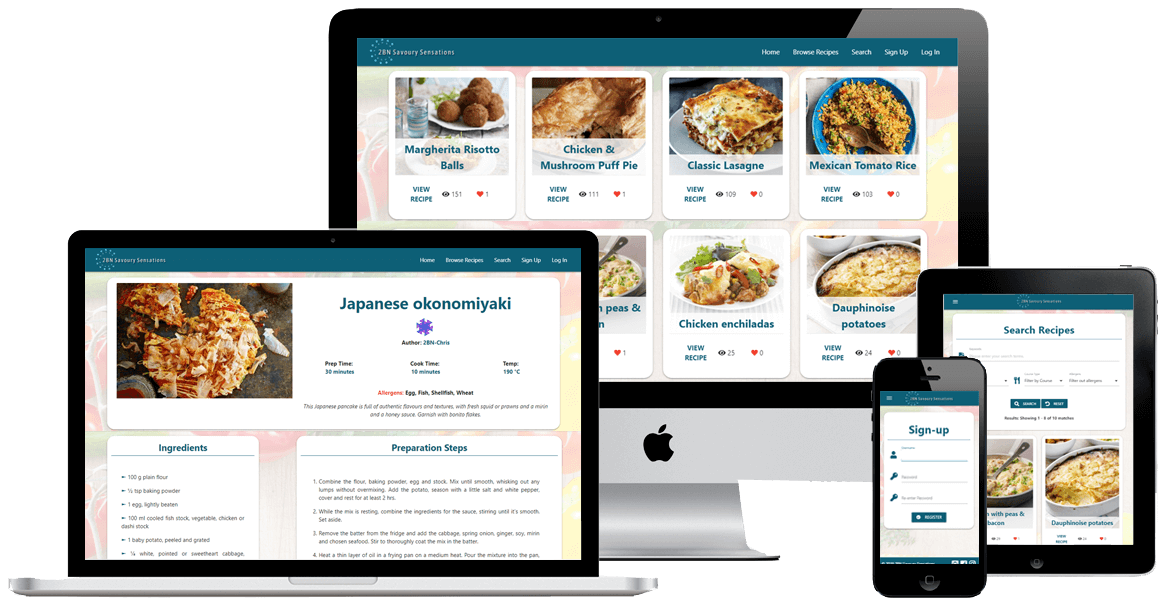 2BN Savoury Sensations
Home Browse Recipes Search Sign Up Log In
Margherita Risotto
Balls
VIEW
RECIPE
151
1
Chicken &
Mushroom Puff Pie
VIEW
RECIPE
111
1
Classic Lasagne
VIEW
RECIPE
109
0
Mexican Tomato Rice
VIEW
RECIPE
103
0
peas &
1
Chicken enchiladas
VIEW
RECIPE
25
0
Dauphinoise
potatoes
VIEW
RECIPE
24
0
2BN Savoury Sensations
Home Browse Recipes Search Sign Up Log In
Japanese okonomiyaki
Author: 2BN-Chris
Prep Time: Cook Time: Temp:
30 minutes 10 minutes 190 °C
Allergens: Egg, Fish, Shellfish, Wheat
This Japanese pancake is full of authentic flavours and textures, with fresh squid or prawns and a mirin
and a honey sauce. Garnish with bonito flakes.
Ingredients
100 g plain flour
½ tsp baking powder
1 egg, lightly beaten
100 ml cooled fish stock, vegetable, chicken or
dashi stock
1 baby potato, peeled and grated
¼ white, pointed or sweetheart cabbage,
Preparation Steps
1. Combine the flour, baking powder, egg and stock. Mix until smooth, whisking out any
lumps without overmixing. Add the potato, season with a little salt and white pepper,
cover and rest for at least 2 hrs.
2. While the mix is resting, combine the ingredients for the sauce, stirring until it's smooth.
Set aside.
3. Remove the batter from the fridge and add the cabbage, spring onion, ginger, soy, mirin
and chosen seafood. Stir to thoroughly coat the mix in the batter.
4. Heat a thin layer of oil in a frying pan on a medium heat. Pour the mixture into the pan,
2BN Savoury Sensations
Search Recipes
Filter by Course
Filter out allergens
SEARCH RESET
Results: Showing 1 - 4 of 10 matches
with peas &
bacon
Dauphinoise potatoes
VIEW
RECIPE
24
0
2BN Savoury Sensations
Sign-up
Username
Password
Re-enter Password
REGISTER